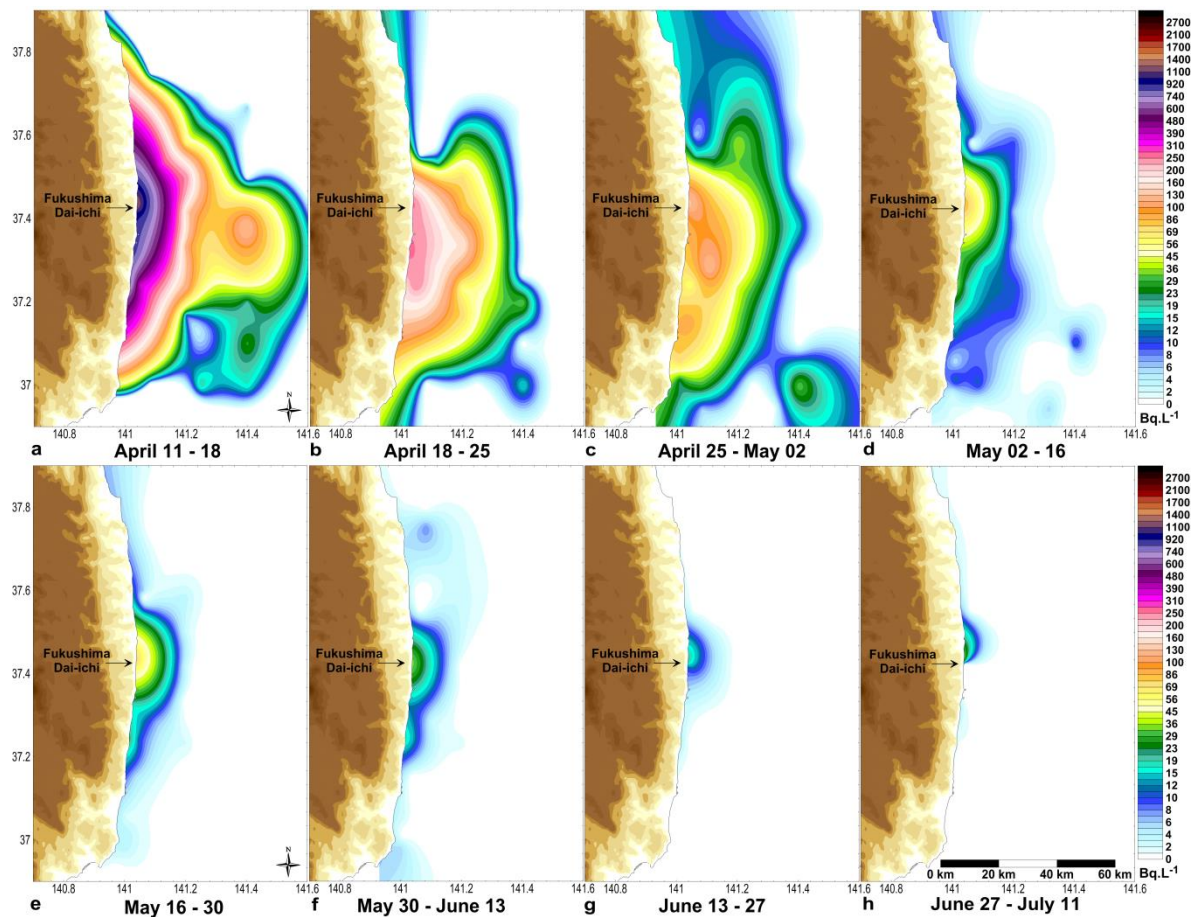 37.8
37.6
37.4
37.2
37
Fukushima
Dai-ichi
140.8 141 141.2 141.4 141.6
a April 11 - 18
Fukushima
Dai-ichi
140.8 141 141.2 141.4 141.6
b April 18 - 25
Fukushima
Dai-ichi
140.8 141 141.2 141.4 141.6
c April 25 - May 02
Fukushima
Dai-ichi
140.8 141 141.2 141.4 141.6
d May 02 - 16
2700
2100
1700
1400
1100
920
740
600
480
390
310
250
200
160
130
100
86
69
56
45
36
29
23
19
15
12
10
8
6
4
2
0
Bq.L-1
37.8
37.6
37.4
37.2
37
Fukushima
Dai-ichi
140.8 141 141.2 141.4 141.6
e May 16 - 30
Fukushima
Dai-ichi
140.8 141 141.2 141.4 141.6
f May 30 - June 13
Fukushima
Dai-ichi
140.8 141 141.2 141.4 141.6
g June 13 - 27
Fukushima
Dai-ichi
0 km 20 km 40 km 60 km
140.8 141 141.2 141.4 141.6
h June 27 - July 11
2700
2100
1700
1400
1100
920
740
600
480
390
310
250
200
160
130
100
86
69
56
45
36
29
23
19
15
12
10
8
6
4
2
0
Bq.L-1